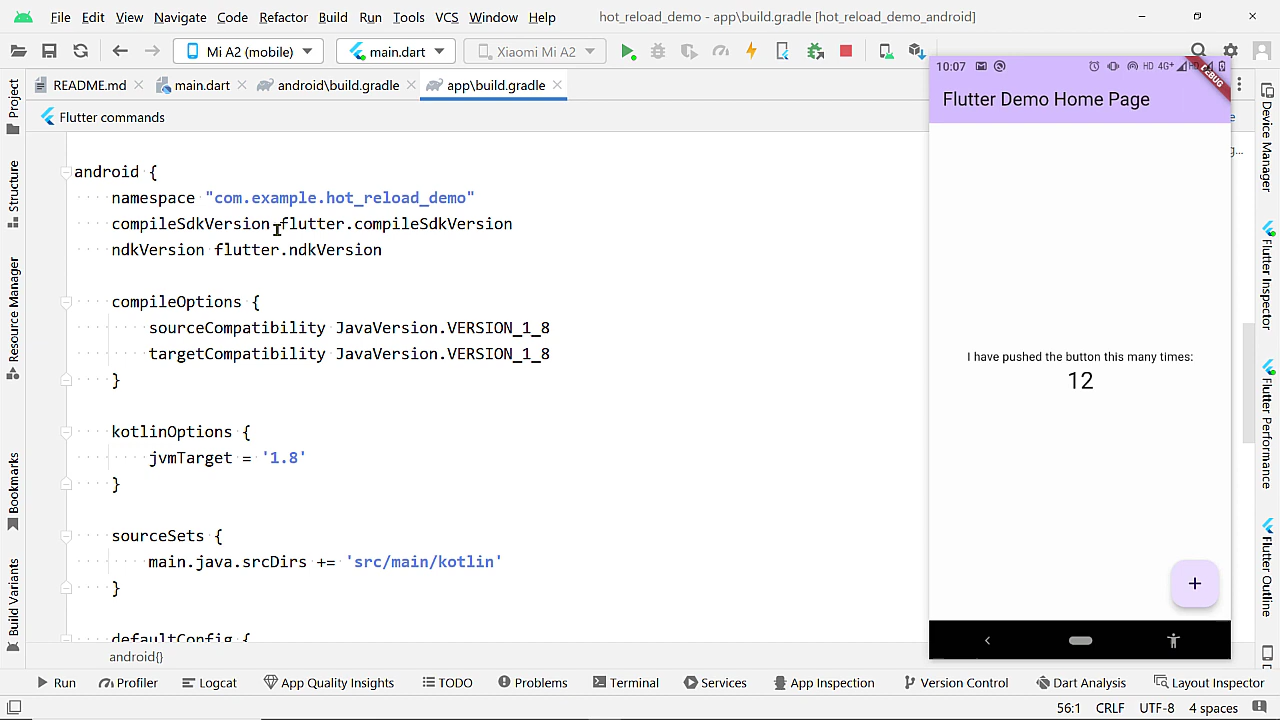 File Edit View Navigate Code Refactor Build Run Tools VCS Window Help hot_reload_demo - app\build.gradle [hot_reload_demo_android]
Mi A2 (mobile) main.dart Xiaomi Mi A2
README.md main.dart android\build.gradle app\build.gradle
Flutter commands
android {
namespace "com.example.hot_reload_demo"
compileSdkVersion flutter.compileSdkVersion
ndkVersion flutter.ndkVersion
compileOptions {
sourceCompatibility JavaVersion.VERSION_1_8
targetCompatibility JavaVersion.VERSION_1_8
}
kotlinOptions {
jvmTarget = '1.8'
}
sourceSets {
main.java.srcDirs += 'src/main/kotlin'
}
defaultConfig {
android{}
Project
Structure
Resource Manager
Bookmarks
Build Variants
10:07 HD 4G+ HD
DEBUG
Flutter Demo Home Page
I have pushed the button this many times:
12
+
Device Manager
Flutter Inspector
Flutter Performance
Flutter Outline
Run Profiler Logcat App Quality Insights TODO Problems Terminal Services App Inspection Version Control Dart Analysis Layout Inspector
56:1 CRLF UTF-8 4 spaces